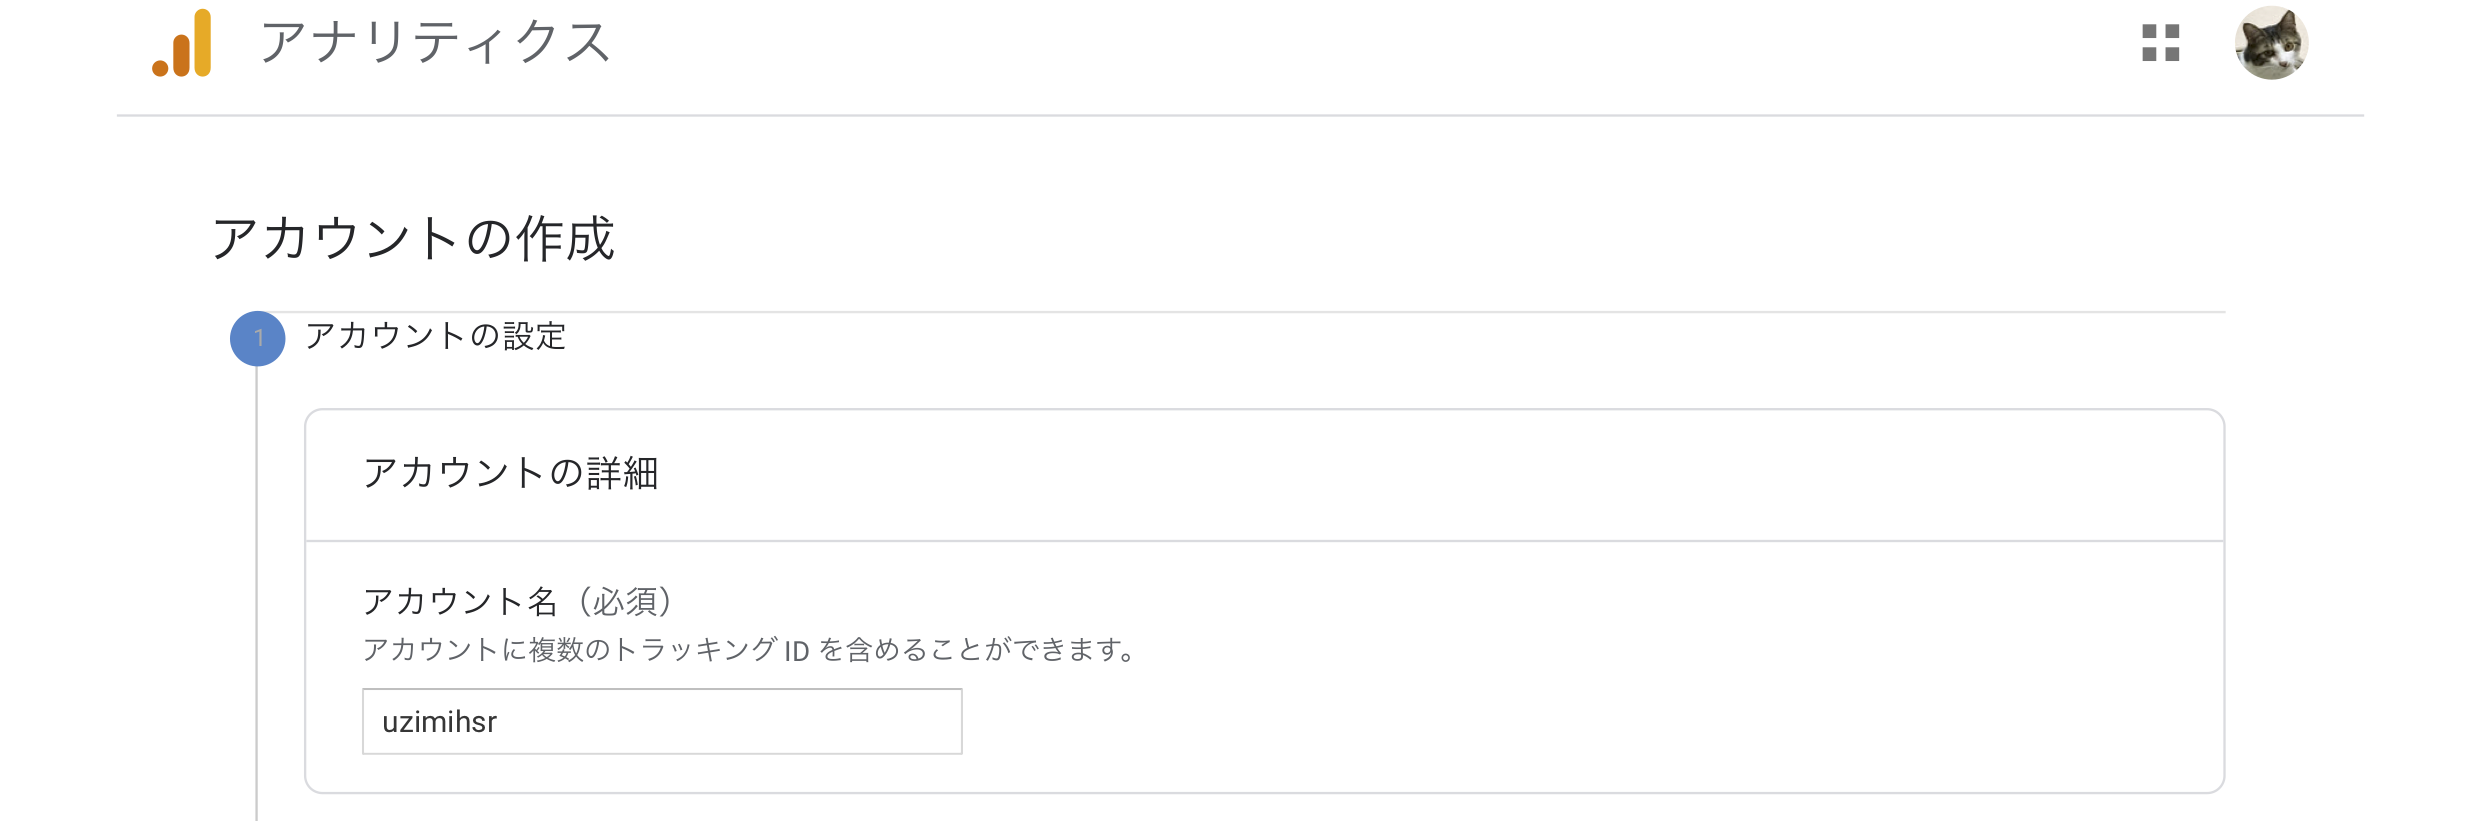 アナリティクス
アカウントの作成
1 アカウントの設定
アカウントの詳細
アカウント名（必須）
アカウントに複数のトラッキング ID を含めることができます。
uzimihsr